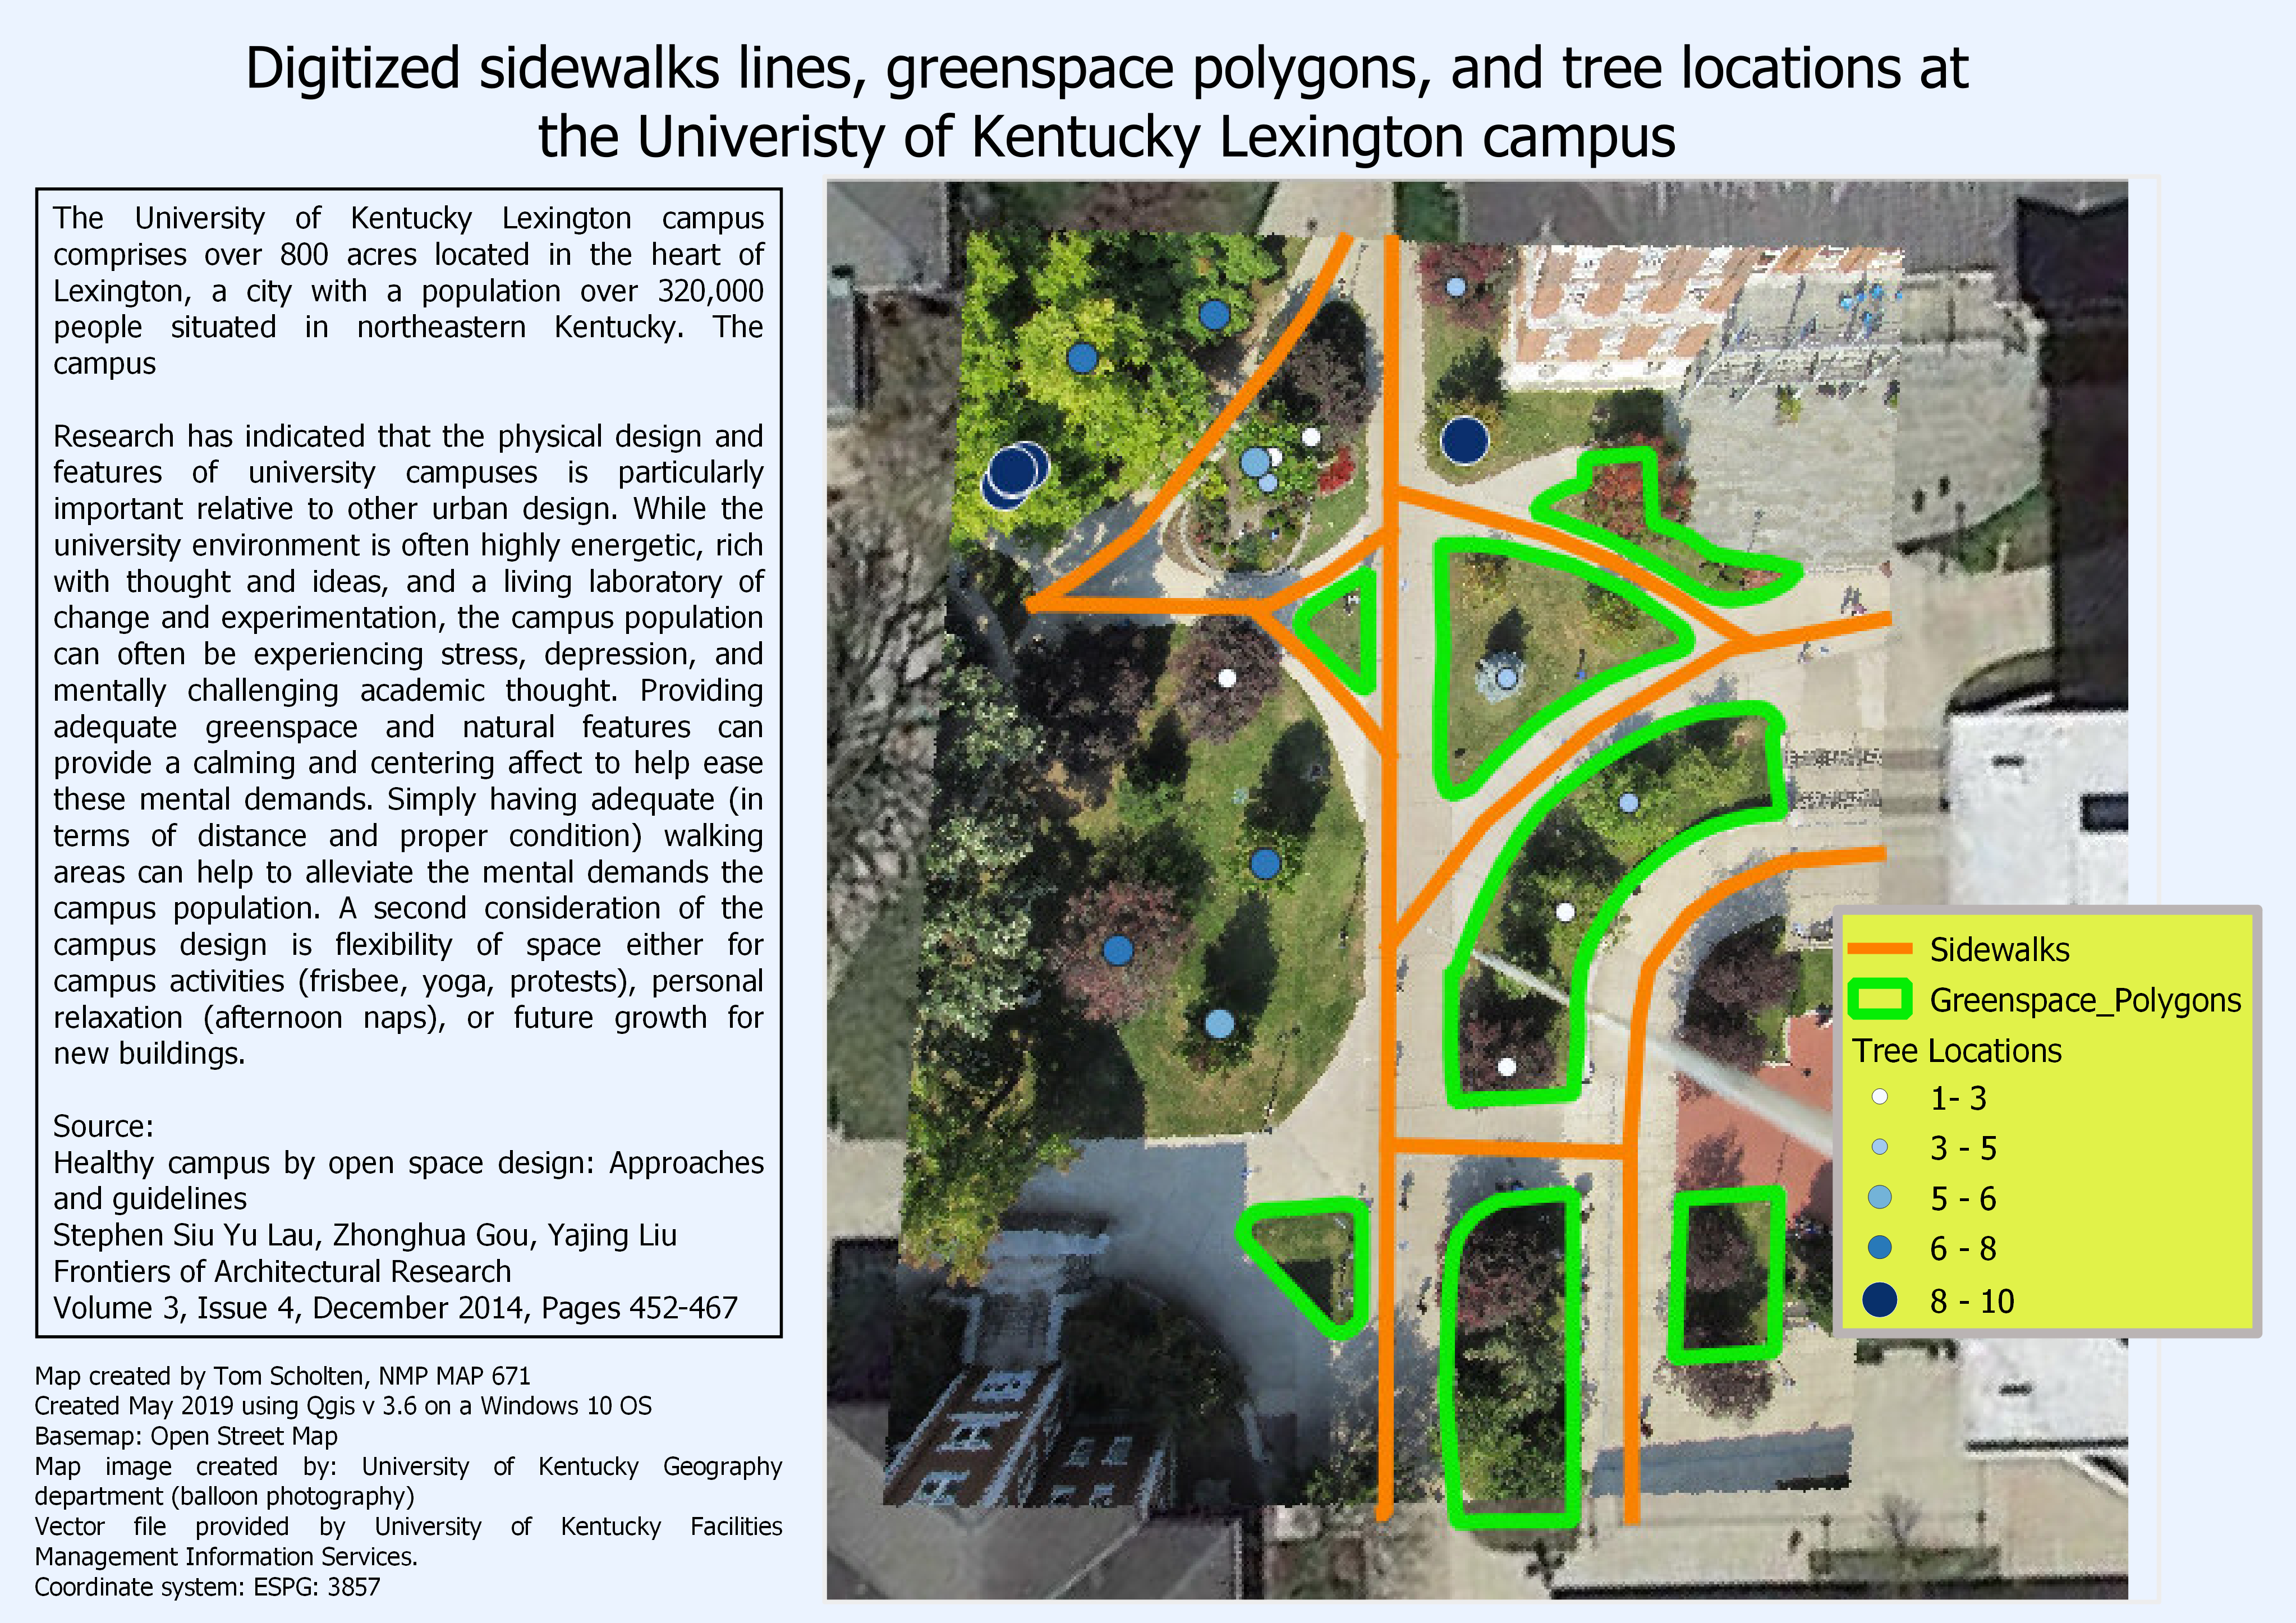 Digitized sidewalks lines, greenspace polygons, and tree locations at
the Univeristy of Kentucky Lexington campus
The University of Kentucky Lexington campus
comprises over 800 acres located in the heart of
Lexington, a city with a population over 320,000
people situated in northeastern Kentucky. The
campus
Research has indicated that the physical design and
features of university campuses is particularly
important relative to other urban design. While the
university environment is often highly energetic, rich
with thought and ideas, and a living laboratory of
change and experimentation, the campus population
can often be experiencing stress, depression, and
mentally challenging academic thought. Providing
adequate greenspace and natural features can
provide a calming and centering affect to help ease
these mental demands. Simply having adequate (in
terms of distance and proper condition) walking
areas can help to alleviate the mental demands the
campus population. A second consideration of the
campus design is flexibility of space either for
campus activities (frisbee, yoga, protests), personal
relaxation (afternoon naps), or future growth for
new buildings.
Source:
Healthy campus by open space design: Approaches
and guidelines
Stephen Siu Yu Lau, Zhonghua Gou, Yajing Liu
Frontiers of Architectural Research
Volume 3, Issue 4, December 2014, Pages 452-467
Map created by Tom Scholten, NMP MAP 671
Created May 2019 using Qgis v 3.6 on a Windows 10 OS
Basemap: Open Street Map
Map image created by: University of Kentucky Geography
department (balloon photography)
Vector file provided by University of Kentucky Facilities
Management Information Services.
Coordinate system: ESPG: 3857
Sidewalks
Greenspace_Polygons
Tree Locations
1- 3
3 - 5
5 - 6
6 - 8
8 - 10